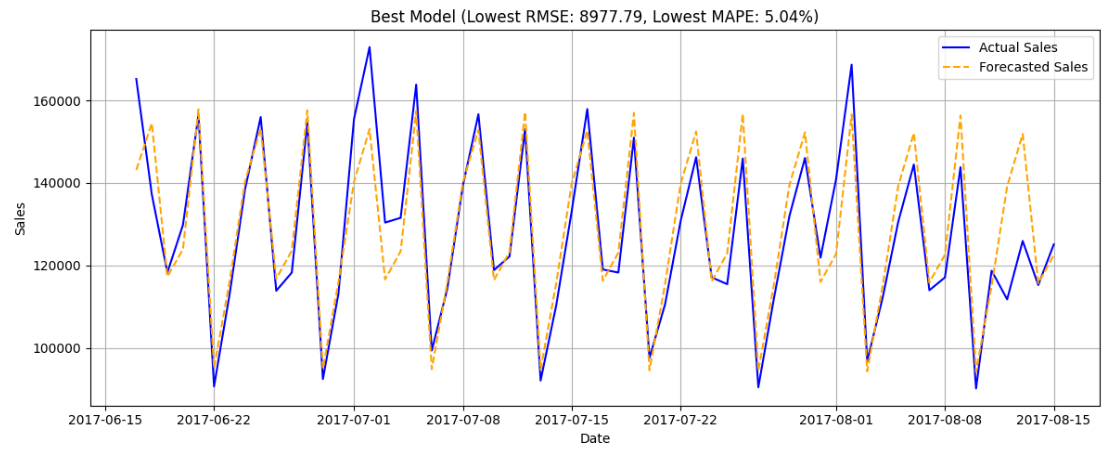 Best Model (Lowest RMSE: 8977.79, Lowest MAPE: 5.04%)
Actual Sales
Forecasted Sales
Sales
160000
140000
120000
100000
2017-06-15
2017-06-22
2017-07-01
2017-07-08
2017-07-15
2017-07-22
2017-08-01
2017-08-08
2017-08-15
Date